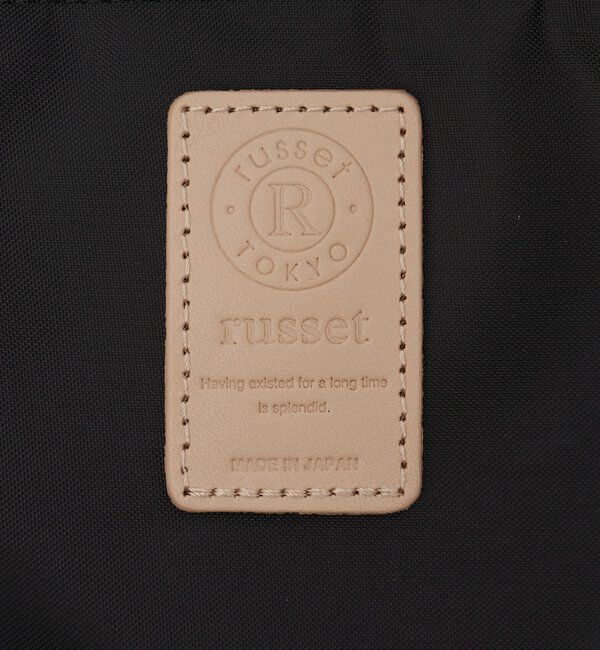 russet
R
TOKYO
russet
Having existed for a long time
is splendid.
MADE IN JAPAN